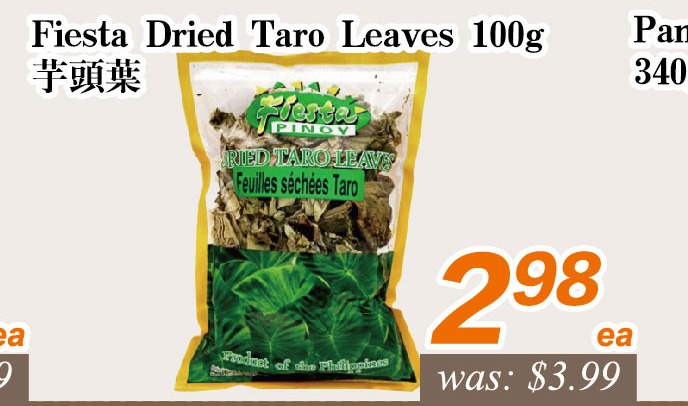 Fiesta Dried Taro Leaves 100g
芋頭葉
Pan
340
Fiesta
PINOY
DRIED TARO LEAVES
Feuilles séchées Taro
Product of the Philippines
2 98
ea
was: $3.99
ea
9